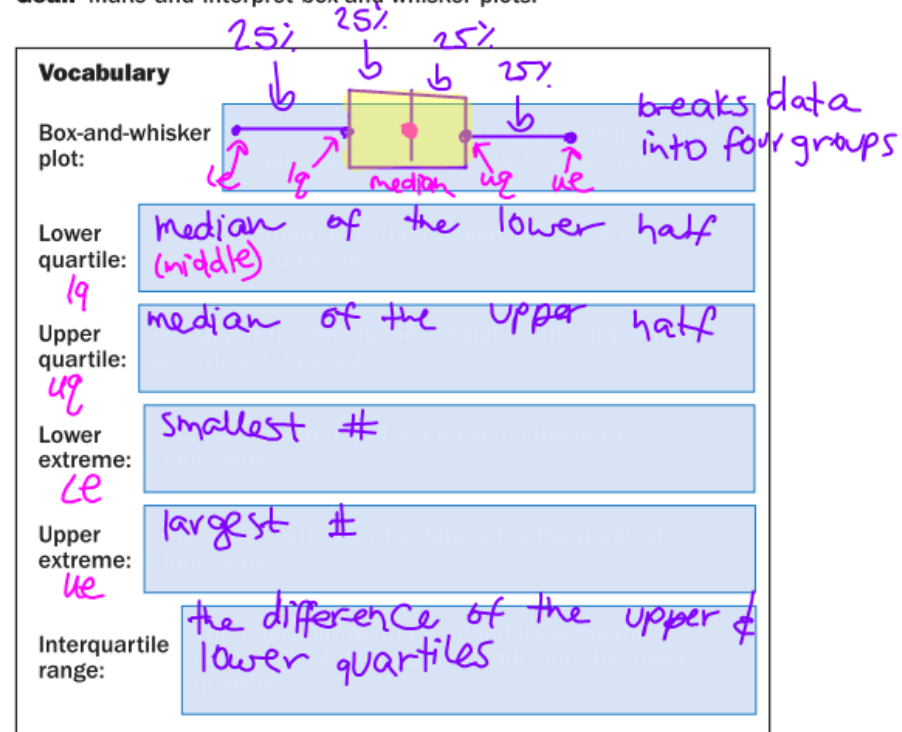 Goal: Make and interpret box-and-whisker plots.
25% 25% 25% 25%
Vocabulary
Box-and-whisker
plot:
breaks data
into four groups
le lq median uq ue
Lower
quartile:
lq
median of the lower half
(middle)
Upper
quartile:
uq
median of the upper half
Lower
extreme:
le
smallest #
Upper
extreme:
ue
largest #
Interquartile
range:
the difference of the upper &
lower quartiles